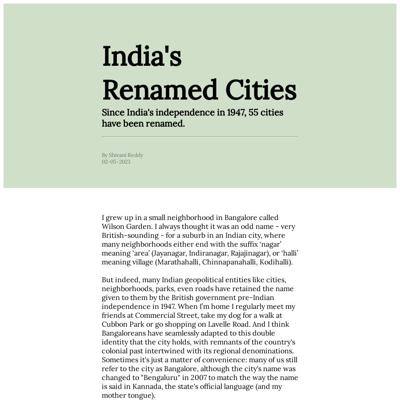 India's
Renamed Cities
Since India's independence in 1947, 55 cities
have been renamed.
By Shivani Reddy
02-05-2023
I grew up in a small neighborhood in Bangalore called
Wilson Garden. I always thought it was an odd name - very
British-sounding - for a suburb in an Indian city, where
many neighborhoods either end with the suffix 'nagar'
meaning 'area' (Jayanagar, Indiranagar, Rajajinagar), or 'halli'
meaning village (Marathahalli, Chinnapanahalli, Kodihalli).
But indeed, many Indian geopolitical entities like cities,
neighborhoods, parks, even roads have retained the name
given to them by the British government pre-Indian
independence in 1947. When I'm home I regularly meet my
friends at Commercial Street, take my dog for a walk at
Cubbon Park or go shopping on Lavelle Road. And I think
Bangaloreans have seamlessly adapted to this double
identity that the city holds, with remnants of the country's
colonial past intertwined with its regional denominations.
Sometimes it's just a matter of convenience: many of us still
refer to the city as Bangalore, although the city's name was
changed to "Bengaluru" in 2007 to match the way the name
is said in Kannada, the state's official language (and my
mother tongue).